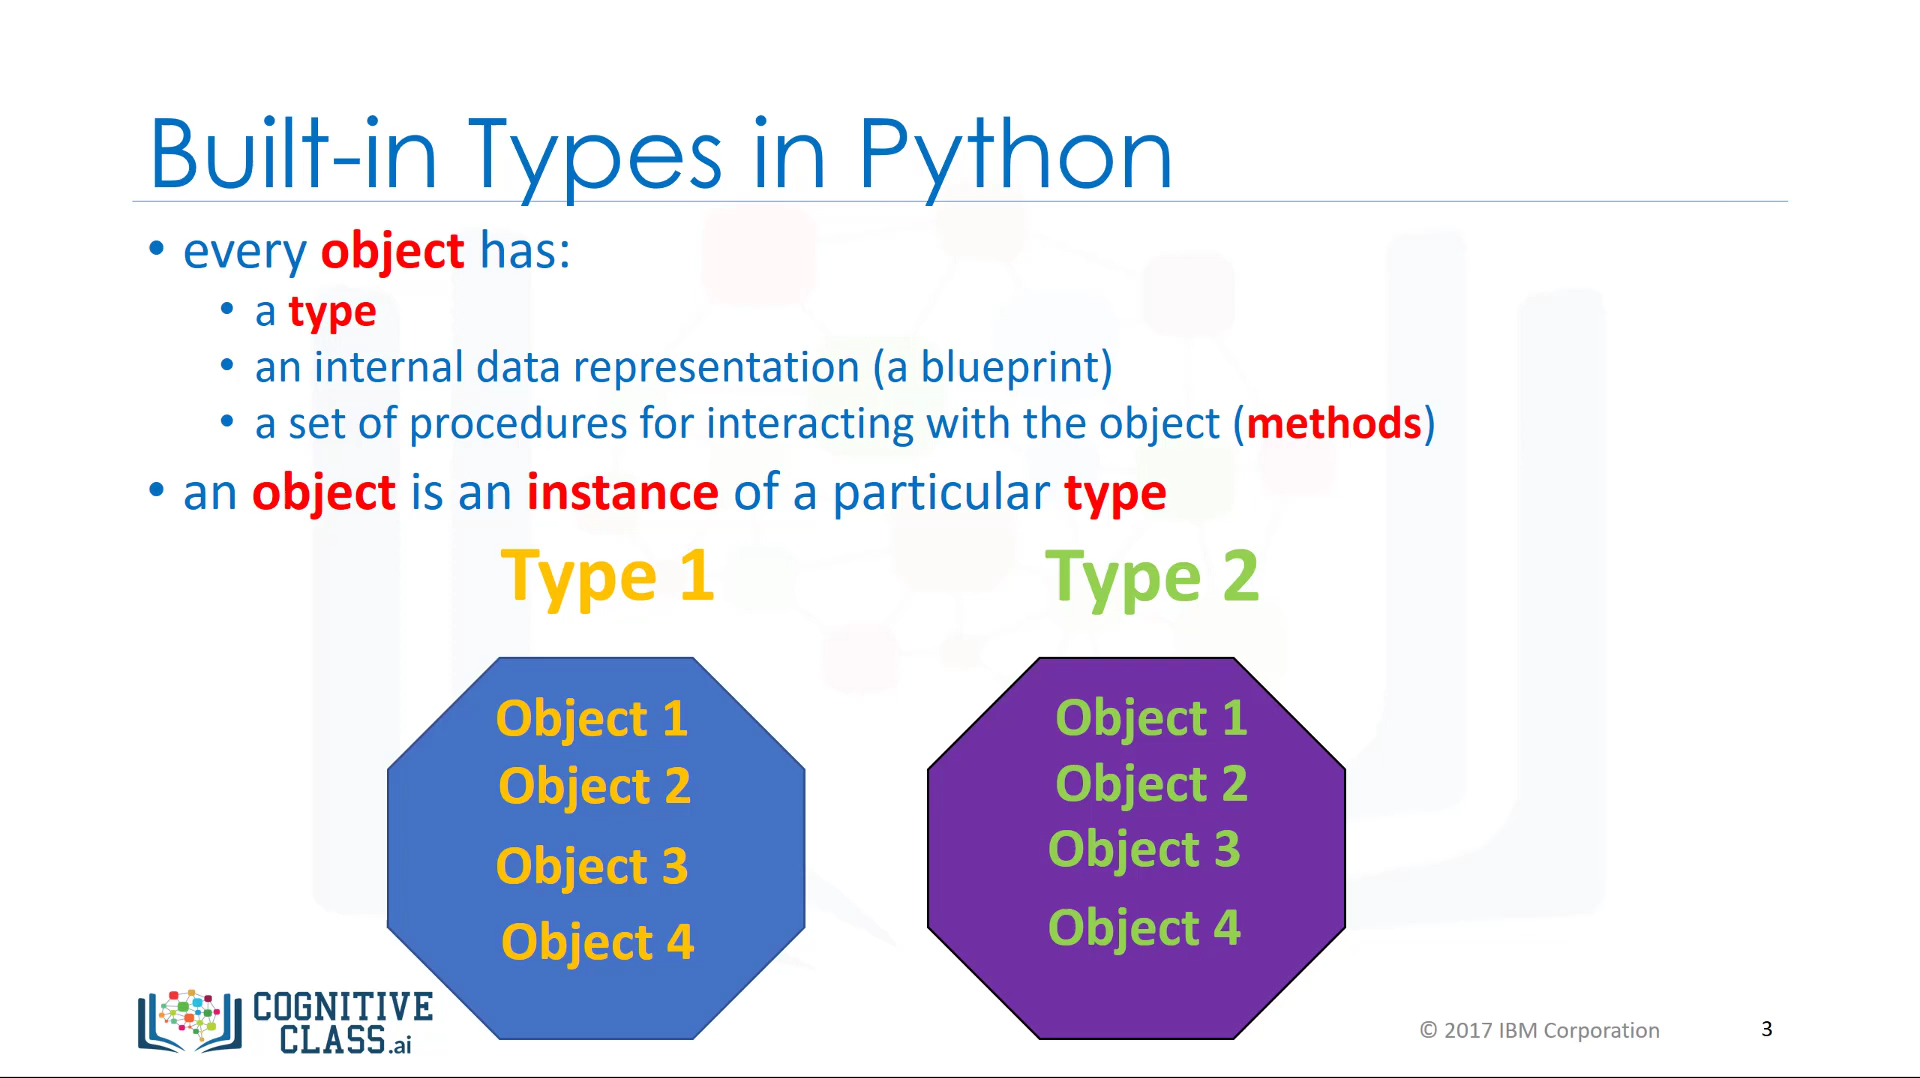 Built-in Types in Python
• every object has:
• a type
• an internal data representation (a blueprint)
• a set of procedures for interacting with the object (methods)
• an object is an instance of a particular type
Type 1
Object 1
Object 2
Object 3
Object 4
Type 2
Object 1
Object 2
Object 3
Object 4
COGNITIVE
CLASS.ai
© 2017 IBM Corporation
3